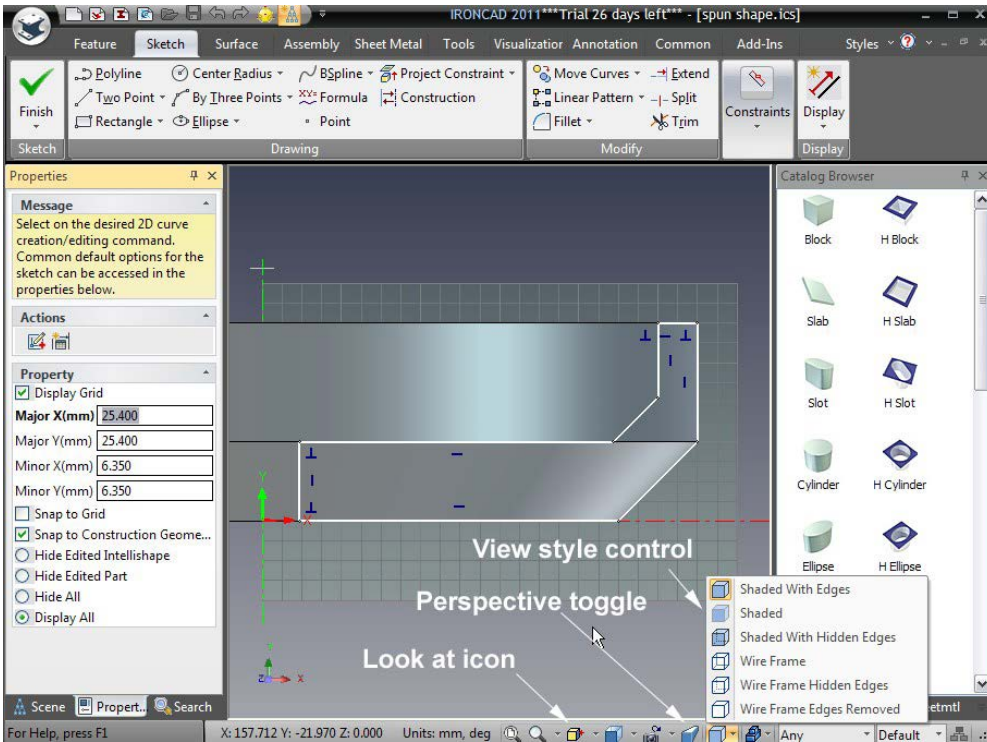 IRONCAD 2011***Trial 26 days left*** - [spun shape.ics]
Feature Sketch Surface Assembly Sheet Metal Tools Visualization Annotation Common Add-Ins Styles
Polyline Center Radius BSpline Project Constraint Move Curves Extend
Two Point By Three Points Formula Construction Linear Pattern Split
Rectangle Ellipse Point Fillet Trim
Finish Constraints Display
Sketch Drawing Modify Display
Properties
Message
Select on the desired 2D curve
creation/editing command.
Common default options for the
sketch can be accessed in the
properties below.
Actions
Property
Display Grid
Major X(mm) 25.400
Major Y(mm) 25.400
Minor X(mm) 6.350
Minor Y(mm) 6.350
Snap to Grid
Snap to Construction Geome...
Hide Edited Intellishape
Hide Edited Part
Hide All
Display All
Y
X
Z X
View style control
Perspective toggle
Look at icon
Catalog Browser
Block H Block
Slab H Slab
Slot H Slot
Cylinder H Cylinder
Ellipse H Ellipse
Shaded With Edges
Shaded
Shaded With Hidden Edges
Wire Frame
Wire Frame Hidden Edges
Wire Frame Edges Removed
Scene Propert... Search
eetmtl
For Help, press F1 X: 157.712 Y: -21.970 Z: 0.000 Units: mm, deg Any Default